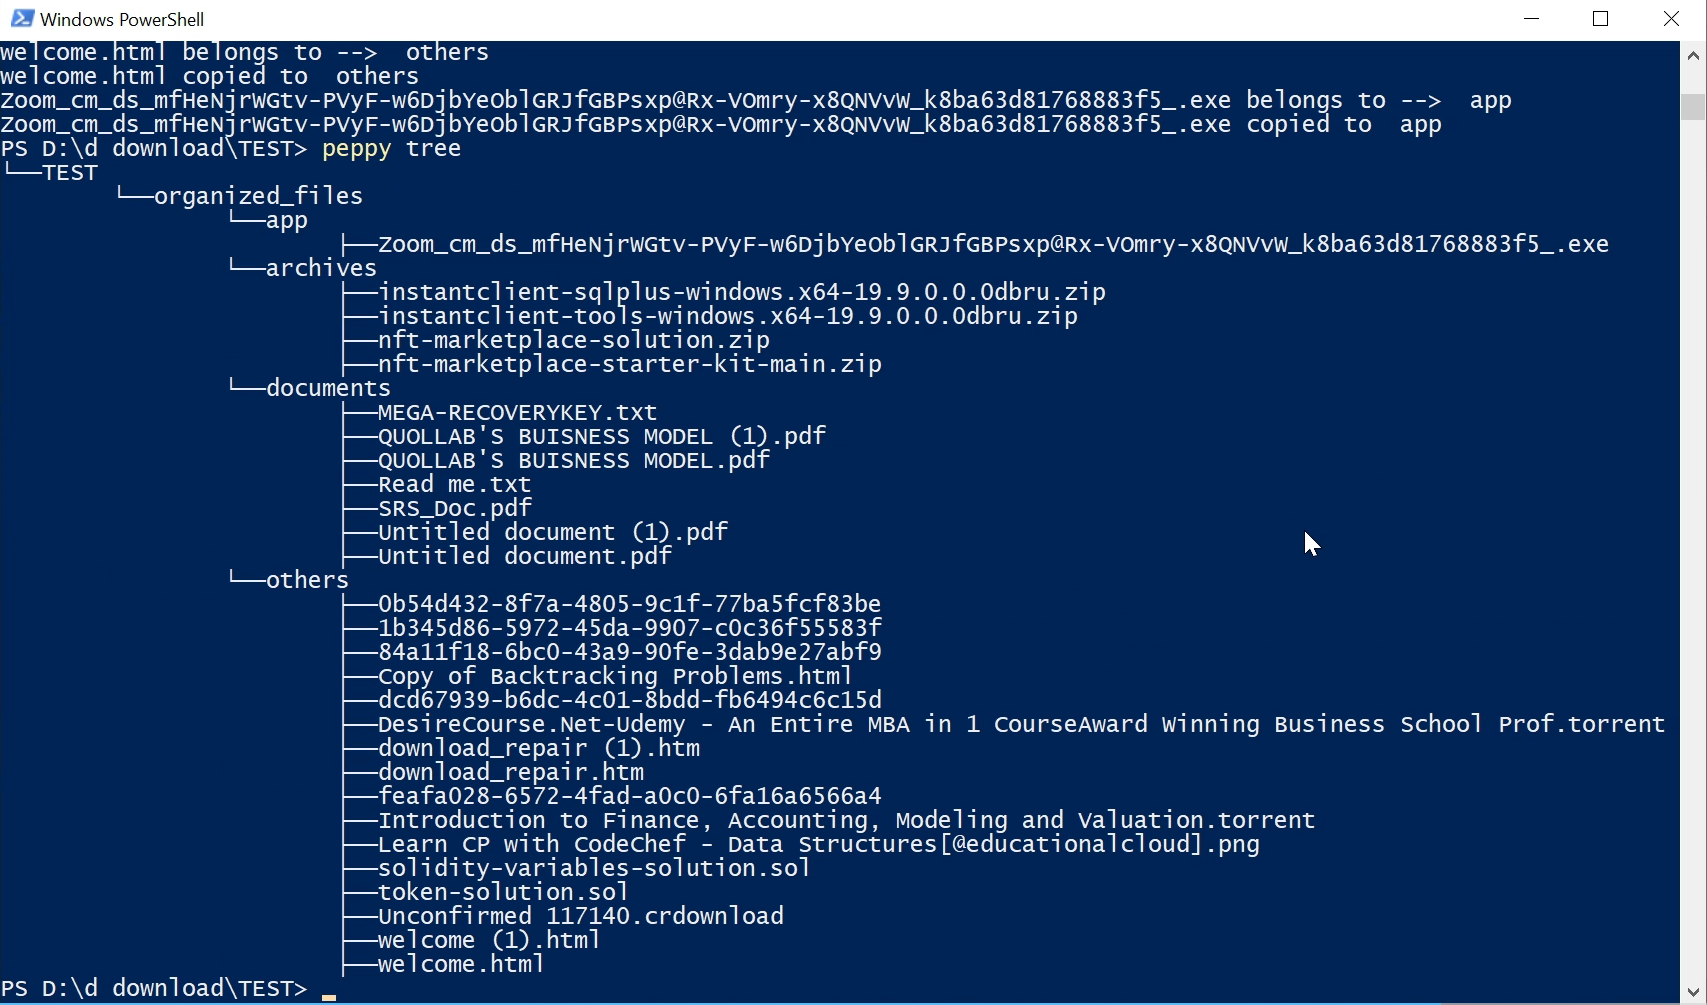 Windows PowerShell
welcome.html belongs to -->  others
welcome.html copied to  others
Zoom_cm_ds_mfHeNjrWGtv-PVyF-w6DjbYeOblGRJfGBPsxp@Rx-VOmry-x8QNVvW_k8ba63d81768883f5_.exe belongs to -->  app
Zoom_cm_ds_mfHeNjrWGtv-PVyF-w6DjbYeOblGRJfGBPsxp@Rx-VOmry-x8QNVvW_k8ba63d81768883f5_.exe copied to  app
PS D:\d download\TEST> peppy tree
└──TEST
└──organized_files
└──app
├──Zoom_cm_ds_mfHeNjrWGtv-PVyF-w6DjbYeOblGRJfGBPsxp@Rx-VOmry-x8QNVvW_k8ba63d81768883f5_.exe
└──archives
├──instantclient-sqlplus-windows.x64-19.9.0.0.0dbru.zip
├──instantclient-tools-windows.x64-19.9.0.0.0dbru.zip
├──nft-marketplace-solution.zip
├──nft-marketplace-starter-kit-main.zip
└──documents
├──MEGA-RECOVERYKEY.txt
├──QUOLLAB'S BUISNESS MODEL (1).pdf
├──QUOLLAB'S BUISNESS MODEL.pdf
├──Read me.txt
├──SRS_Doc.pdf
├──Untitled document (1).pdf
├──Untitled document.pdf
└──others
├──0b54d432-8f7a-4805-9c1f-77ba5fcf83be
├──1b345d86-5972-45da-9907-c0c36f55583f
├──84a11f18-6bc0-43a9-90fe-3dab9e27abf9
├──Copy of Backtracking Problems.html
├──dcd67939-b6dc-4c01-8bdd-fb6494c6c15d
├──DesireCourse.Net-Udemy - An Entire MBA in 1 CourseAward Winning Business School Prof.torrent
├──download_repair (1).htm
├──download_repair.htm
├──feafa028-6572-4fad-a0c0-6fa16a6566a4
├──Introduction to Finance, Accounting, Modeling and Valuation.torrent
├──Learn CP with CodeChef - Data Structures[@educationalcloud].png
├──solidity-variables-solution.sol
├──token-solution.sol
├──Unconfirmed 117140.crdownload
├──welcome (1).html
├──welcome.html
PS D:\d download\TEST> _